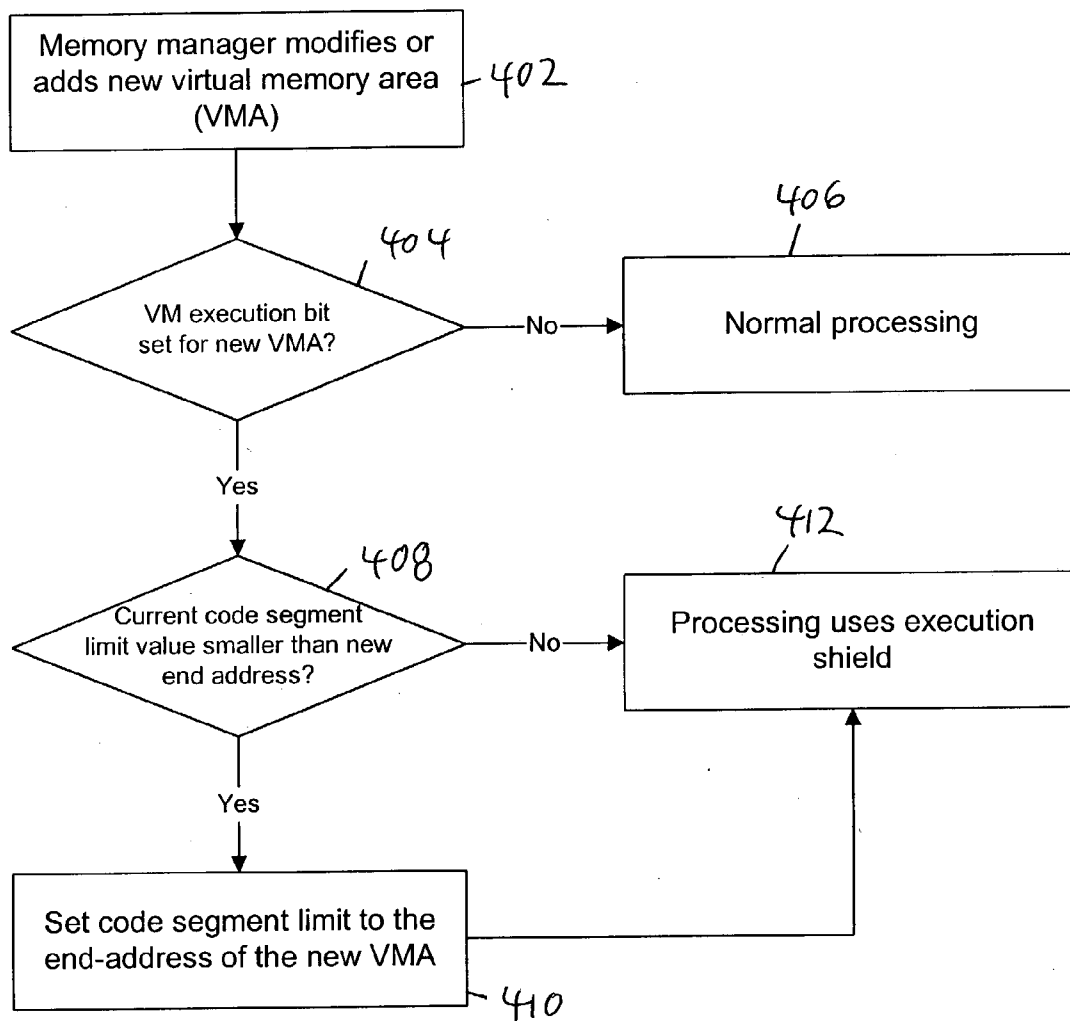 Memory manager modifies or
adds new virtual memory area
(VMA)
402
404
VM execution bit
set for new VMA?
No
406
Normal processing
Yes
408
Current code segment
limit value smaller than new
end address?
No
412
Processing uses execution
shield
Yes
Set code segment limit to the
end-address of the new VMA
410